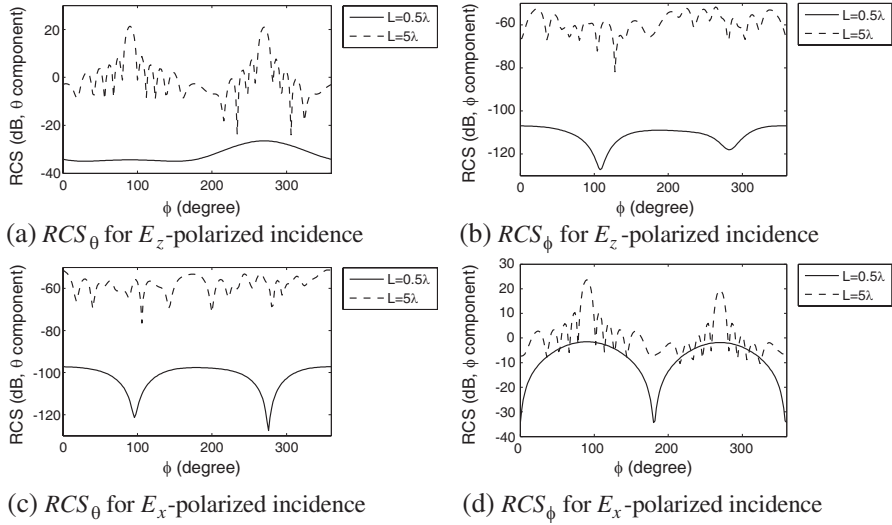 RCS (dB, θ component)
20
0
-20
-40
0
100
200
300
ϕ (degree)
L=0.5λ
L=5λ
(a) RCSθ for Ez-polarized incidence
RCS (dB, ϕ component)
-60
-80
-100
-120
0
100
200
300
ϕ (degree)
L=0.5λ
L=5λ
(b) RCSϕ for Ez-polarized incidence
RCS (dB, θ component)
-60
-80
-100
-120
0
100
200
300
ϕ (degree)
L=0.5λ
L=5λ
(c) RCSθ for Ex-polarized incidence
RCS (dB, ϕ component)
30
20
10
0
-10
-20
-30
-40
0
100
200
300
ϕ (degree)
L=0.5λ
L=5λ
(d) RCSϕ for Ex-polarized incidence